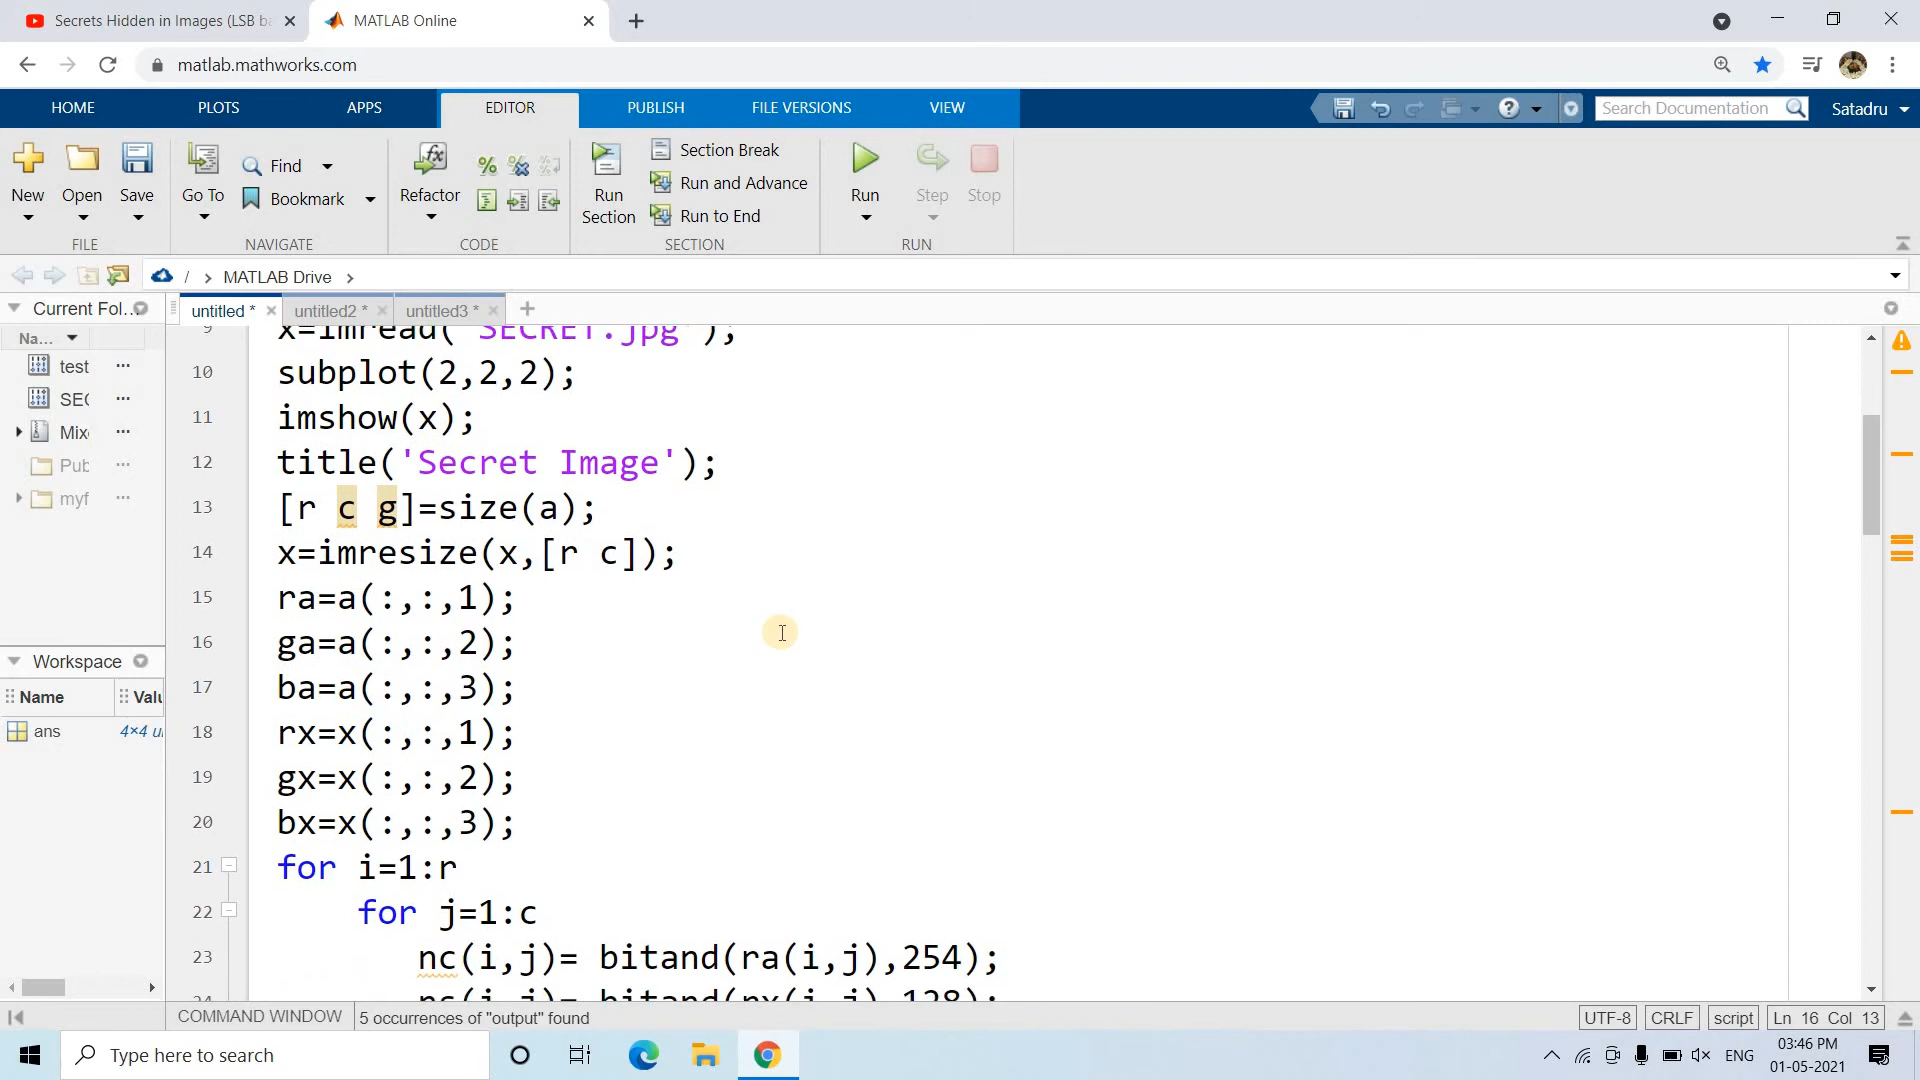 Secrets Hidden in Images (LSB ba
MATLAB Online
matlab.mathworks.com
HOME
PLOTS
APPS
EDITOR
PUBLISH
FILE VERSIONS
VIEW
Search Documentation
Satadru
New
Open
Save
Go To
Find
Bookmark
Refactor
Run Section
Section Break
Run and Advance
Run to End
Run
Step
Stop
FILE
NAVIGATE
CODE
SECTION
RUN
/ › MATLAB Drive ›
Current Fol...
untitled *
untitled2 *
untitled3 *
Na...
test
SEC
Mix
Pub
myf
Workspace
Name
Valu
ans
4×4 u
9 x=imread('SECRET.jpg');
10 subplot(2,2,2);
11 imshow(x);
12 title('Secret Image');
13 [r c g]=size(a);
14 x=imresize(x,[r c]);
15 ra=a(:,:,1);
16 ga=a(:,:,2);
17 ba=a(:,:,3);
18 rx=x(:,:,1);
19 gx=x(:,:,2);
20 bx=x(:,:,3);
21 for i=1:r
22 for j=1:c
23 nc(i,j)= bitand(ra(i,j),254);
24 nc(i,j)= bitand(rx(i,j),128);
COMMAND WINDOW
5 occurrences of "output" found
UTF-8
CRLF
script
Ln 16 Col 13
Type here to search
ENG
03:46 PM
01-05-2021